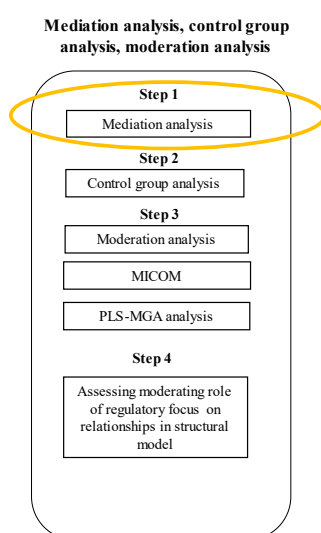 Mediation analysis, control group
analysis, moderation analysis
Step 1
Mediation analysis
Step 2
Control group analysis
Step 3
Moderation analysis
MICOM
PLS-MGA analysis
Step 4
Assessing moderating role
of regulatory focus on
relationships in structural
model